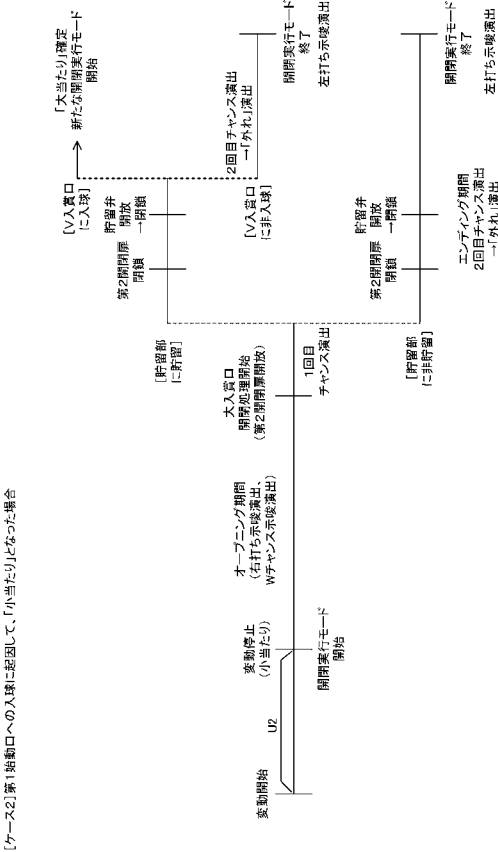 [ケース2]第1始動口への入球に起因して、「小当たり」となった場合
変動開始
U2
変動停止
(小当たり)
開閉実行モード
開始
オープニング期間
(右打ち示唆演出、
Wチャンス示唆演出)
大入賞口
開閉処理開始
(第2開閉扉開放)
1回目
チャンス演出
[貯留部
に貯留]
第2開閉扉
閉鎖
貯留弁
開放
→閉鎖
[V入賞口
に入球]
「大当たり」確定
新たな開閉実行モード
開始
[V入賞口
に非入球]
2回目チャンス演出
→「外れ」演出
開閉実行モード
終了
左打ち示唆演出
[貯留部
に非貯留]
第2開閉扉
閉鎖
貯留弁
開放
→閉鎖
エンディング期間
2回目チャンス演出
→「外れ」演出
開閉実行モード
終了
左打ち示唆演出